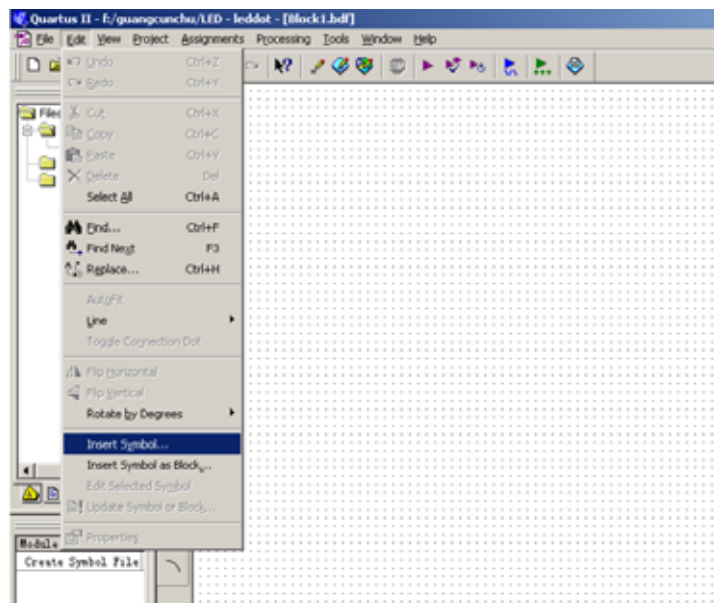 Quartus II - f:/guangcunchu/LED - leddot - [Block1.bdf]
File Edit View Project Assignments Processing Tools Window Help
Undo Ctrl+Z
Redo Ctrl+Y
Files
Cut Ctrl+X
Copy Ctrl+C
Paste Ctrl+V
Delete Del
Select All Ctrl+A
Find... Ctrl+F
Find Next F3
Replace... Ctrl+H
AutoFit
Line
Toggle Connection Dot
Flip Horizontal
Flip Vertical
Rotate by Degrees
Insert Symbol...
Insert Symbol as Block...
Edit Selected Symbol
Update Symbol or Block...
Properties
Module
Create Symbol File